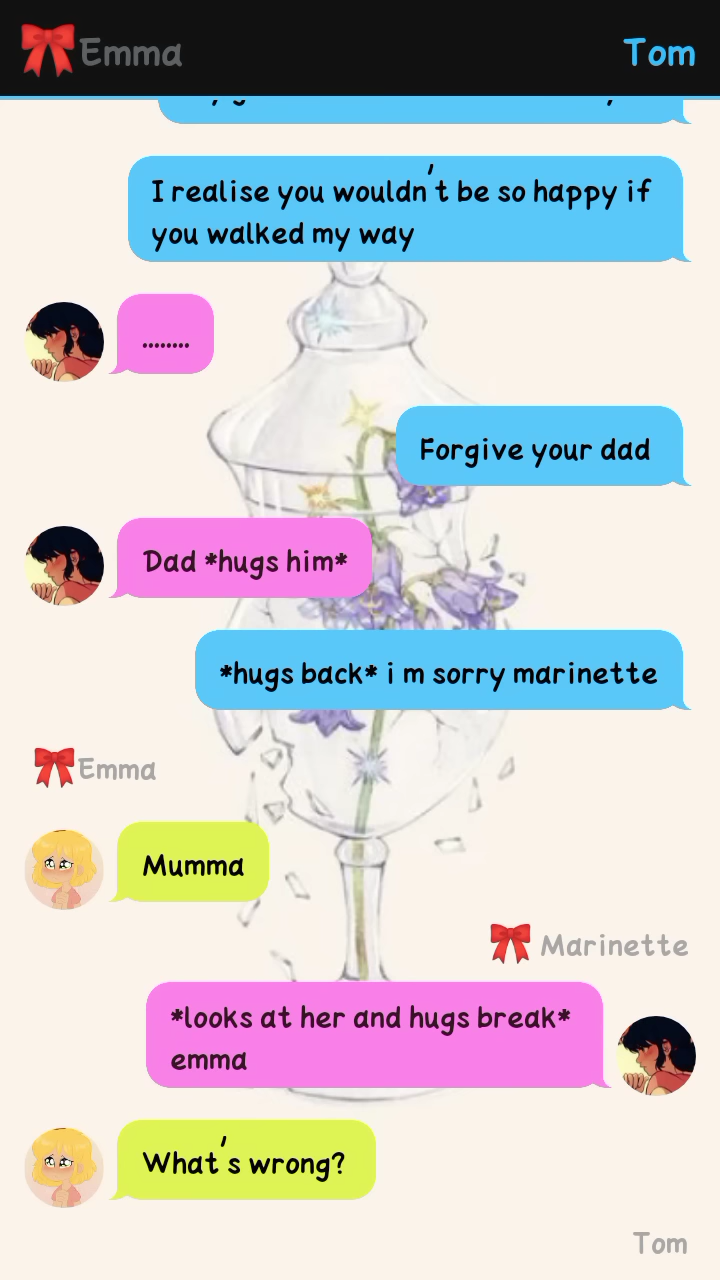 🎀Emma
Tom
I realise you wouldn't be so happy if
you walked my way
........
Forgive your dad
Dad *hugs him*
*hugs back* i m sorry marinette
🎀Emma
Mumma
🎀 Marinette
*looks at her and hugs break*
emma
What's wrong?
Tom